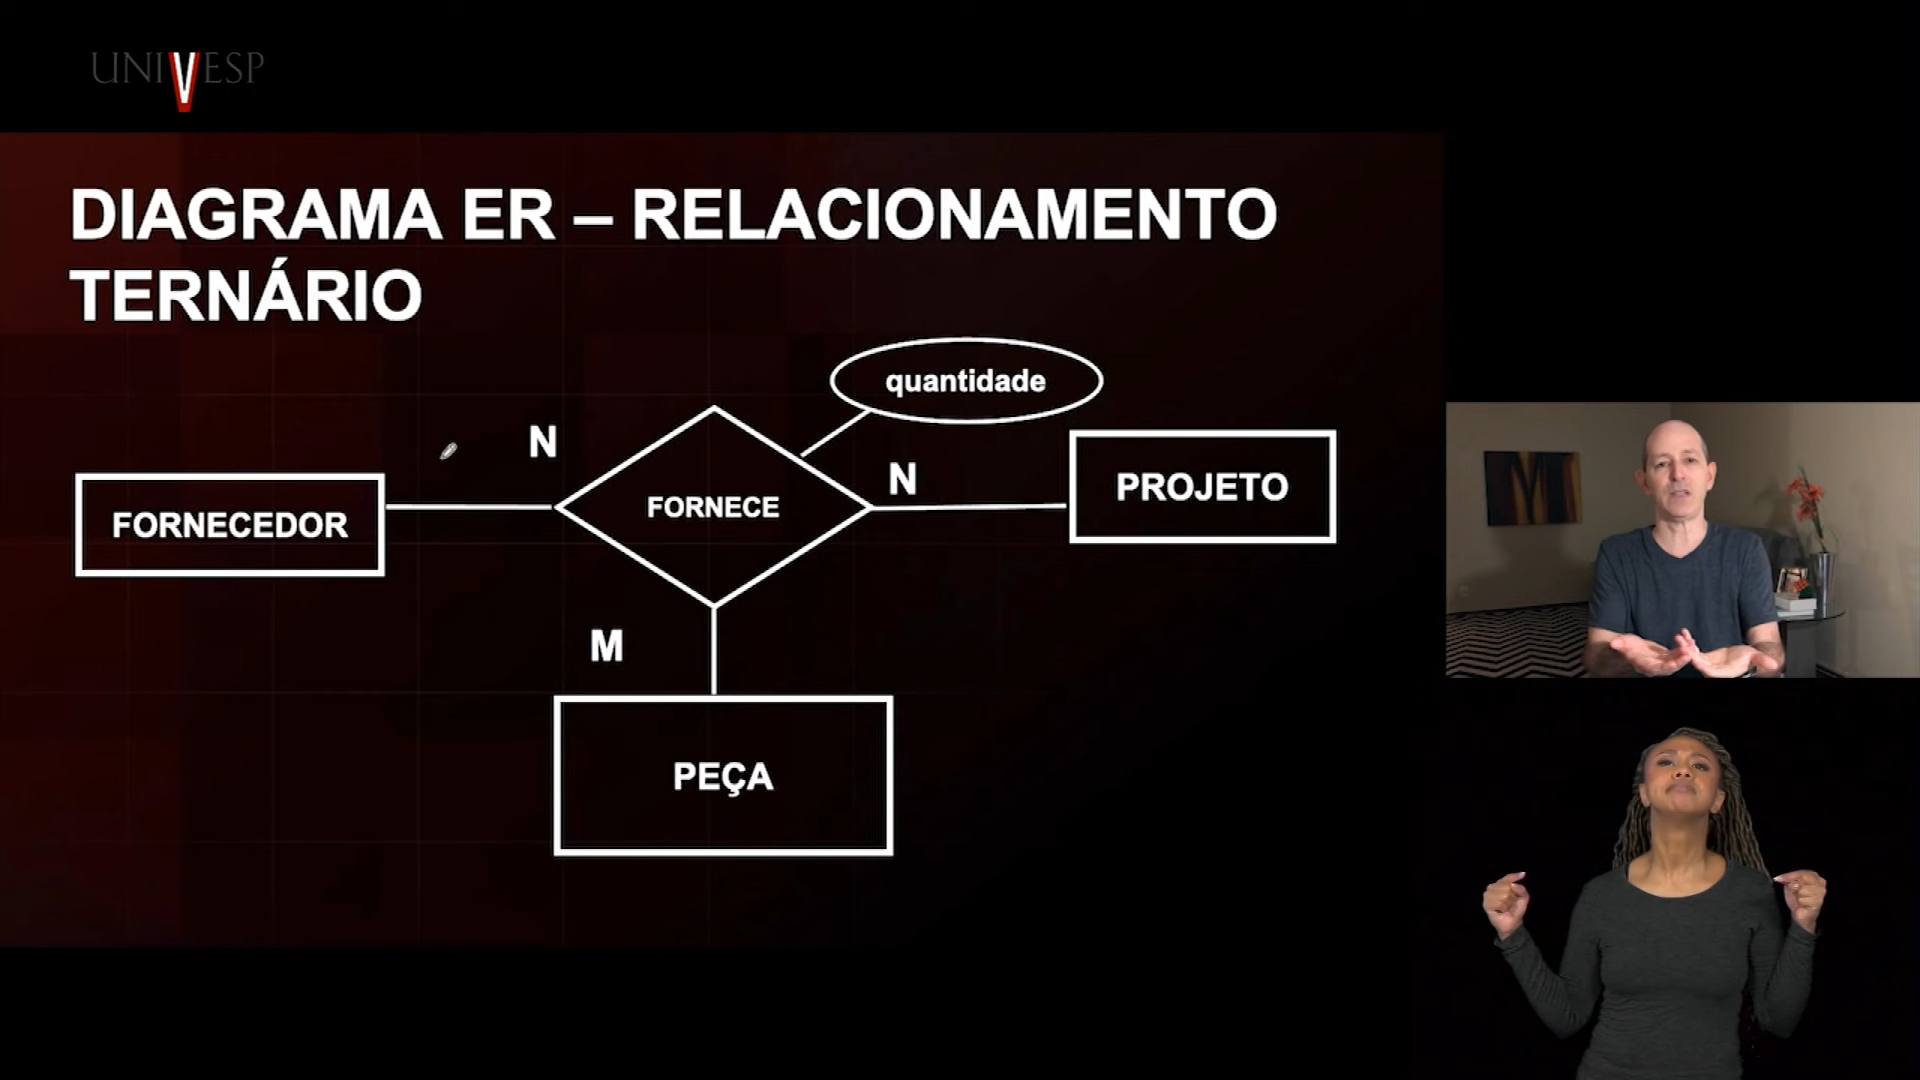 UNIVESP
DIAGRAMA ER – RELACIONAMENTO
TERNÁRIO
quantidade
N
N
PROJETO
FORNECE
FORNECEDOR
M
PEÇA